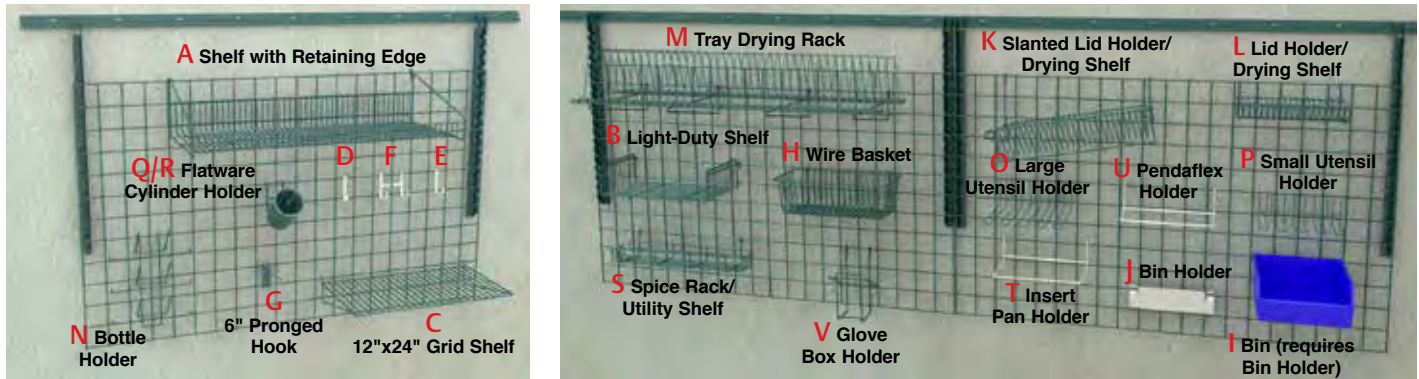 A Shelf with Retaining Edge
Q/R Flatware
Cylinder Holder
D
F
E
N Bottle
Holder
G
6" Pronged
Hook
C
12"x24" Grid Shelf
M Tray Drying Rack
K Slanted Lid Holder/
Drying Shelf
L Lid Holder/
Drying Shelf
B Light-Duty Shelf
H Wire Basket
O Large
Utensil Holder
U Pendaflex
Holder
P Small Utensil
Holder
S Spice Rack/
Utility Shelf
V Glove
Box Holder
T Insert
Pan Holder
J Bin Holder
I Bin (requires
Bin Holder)